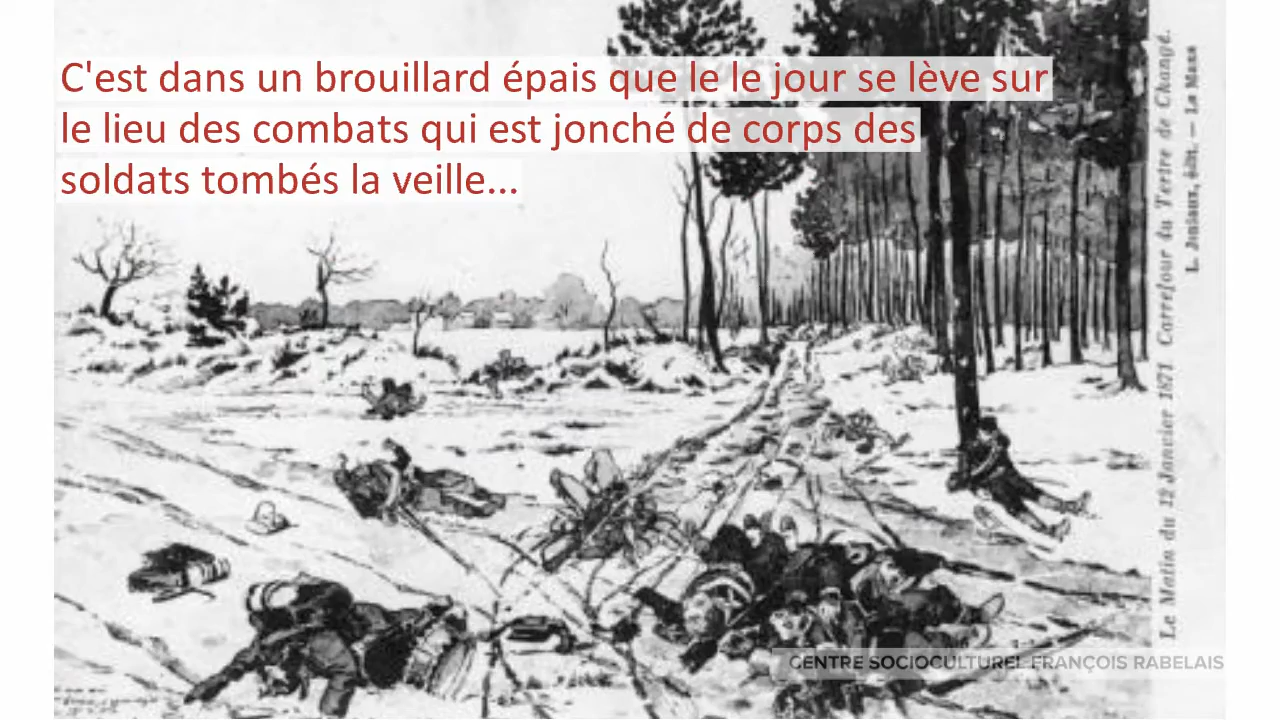 C'est dans un brouillard épais que le le jour se lève sur
le lieu des combats qui est jonché de corps des
soldats tombés la veille...
Le Matin du 12 Janvier 1871 Carrefour du Tertre de Changé.
L. Juliaux, édit. — Le Mans
CENTRE SOCIOCULTUREL FRANÇOIS RABELAIS